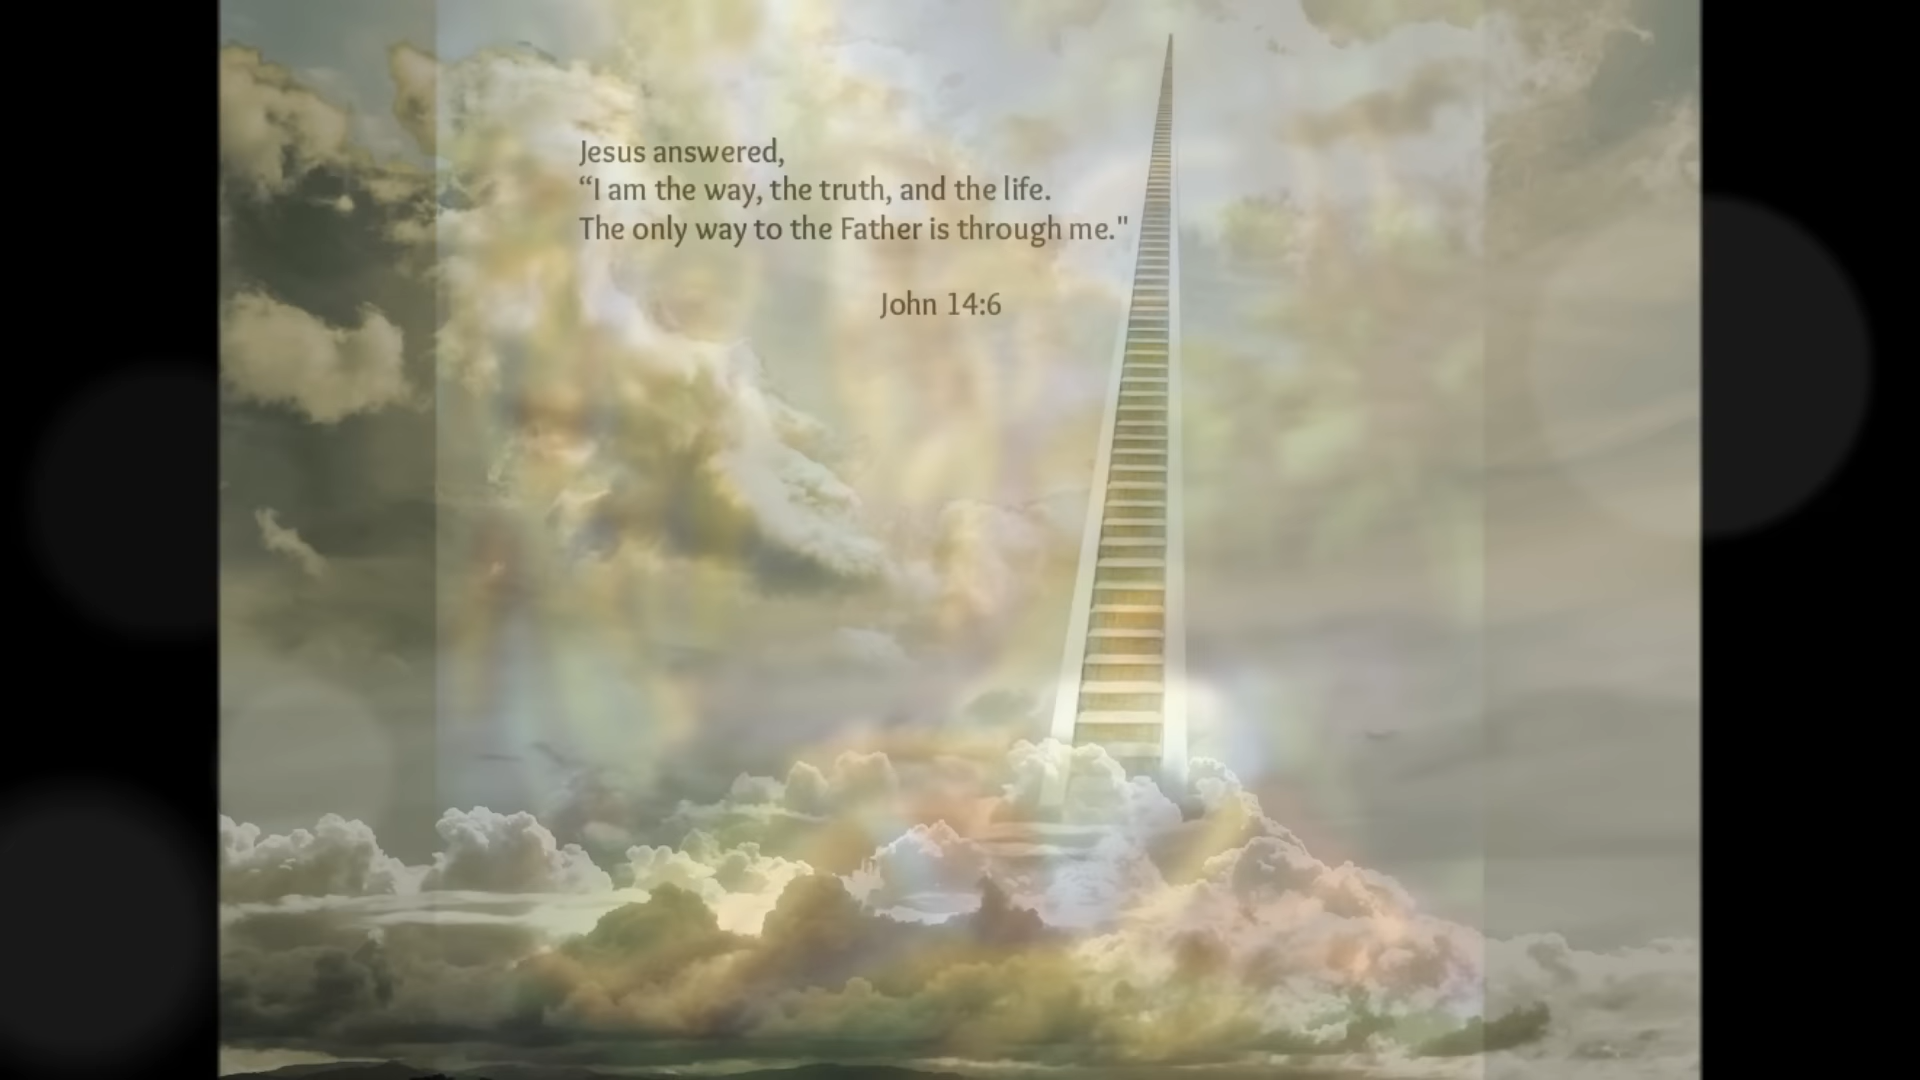 Jesus answered,
“I am the way, the truth, and the life.
The only way to the Father is through me."
John 14:6